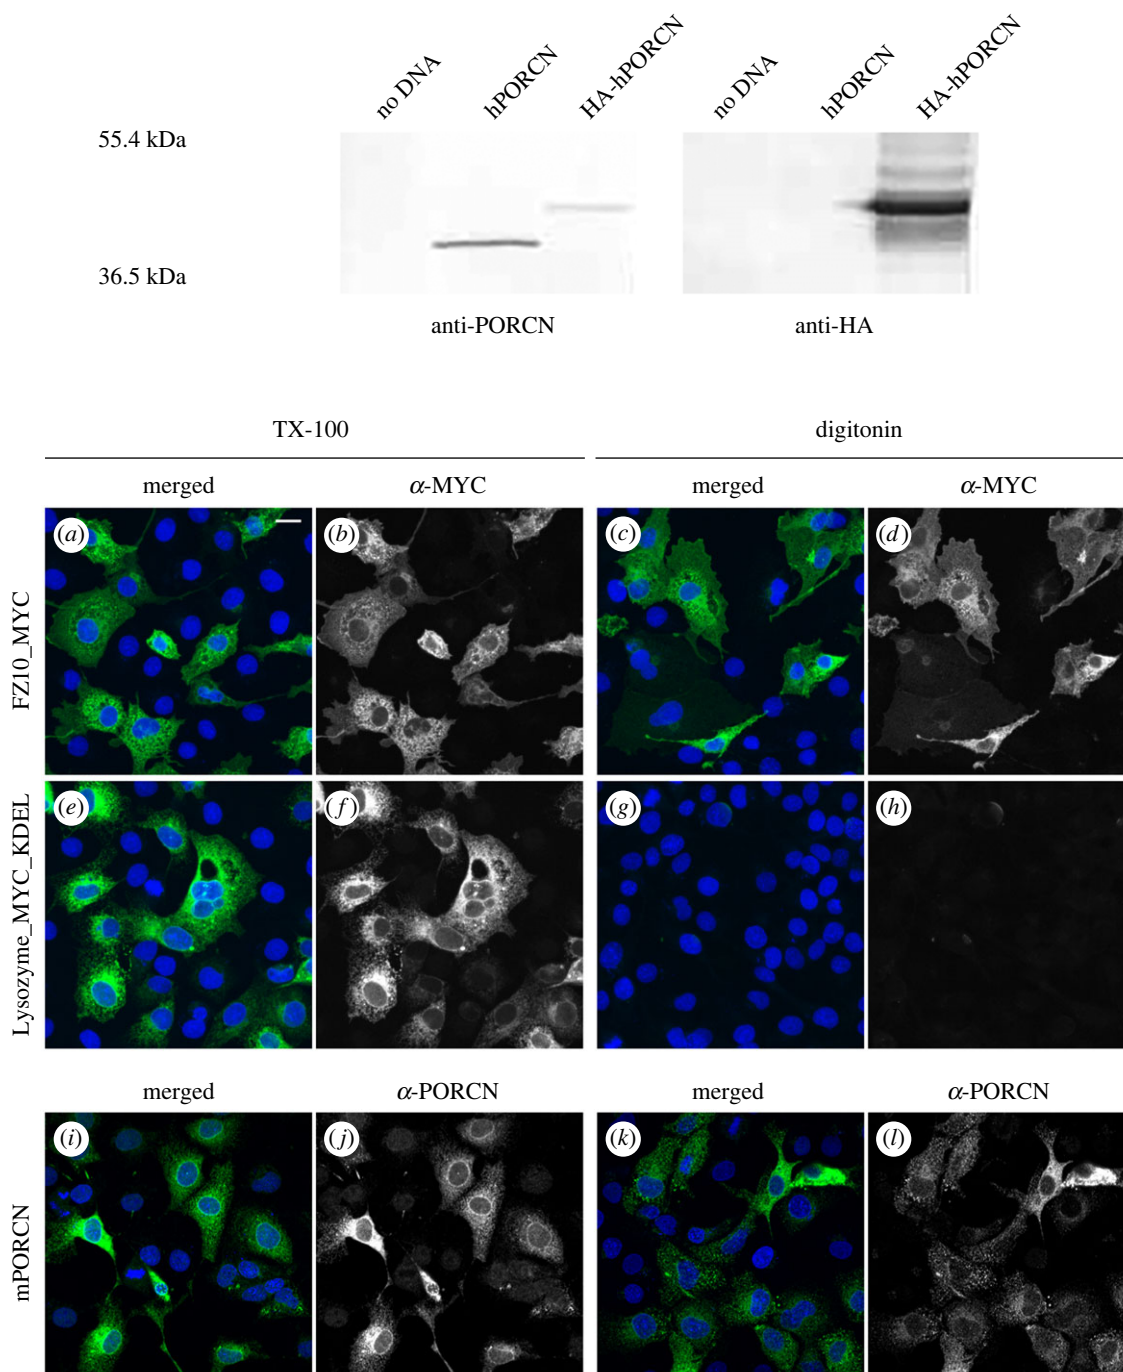 no DNA
hPORCN
HA-hPORCN
no DNA
hPORCN
HA-hPORCN
55.4 kDa
36.5 kDa
anti-PORCN
anti-HA
TX-100
digitonin
merged
α-MYC
merged
α-MYC
FZ10_MYC
(a)
(b)
(c)
(d)
Lysozyme_MYC_KDEL
(e)
(f)
(g)
(h)
merged
α-PORCN
merged
α-PORCN
mPORCN
(i)
(j)
(k)
(l)